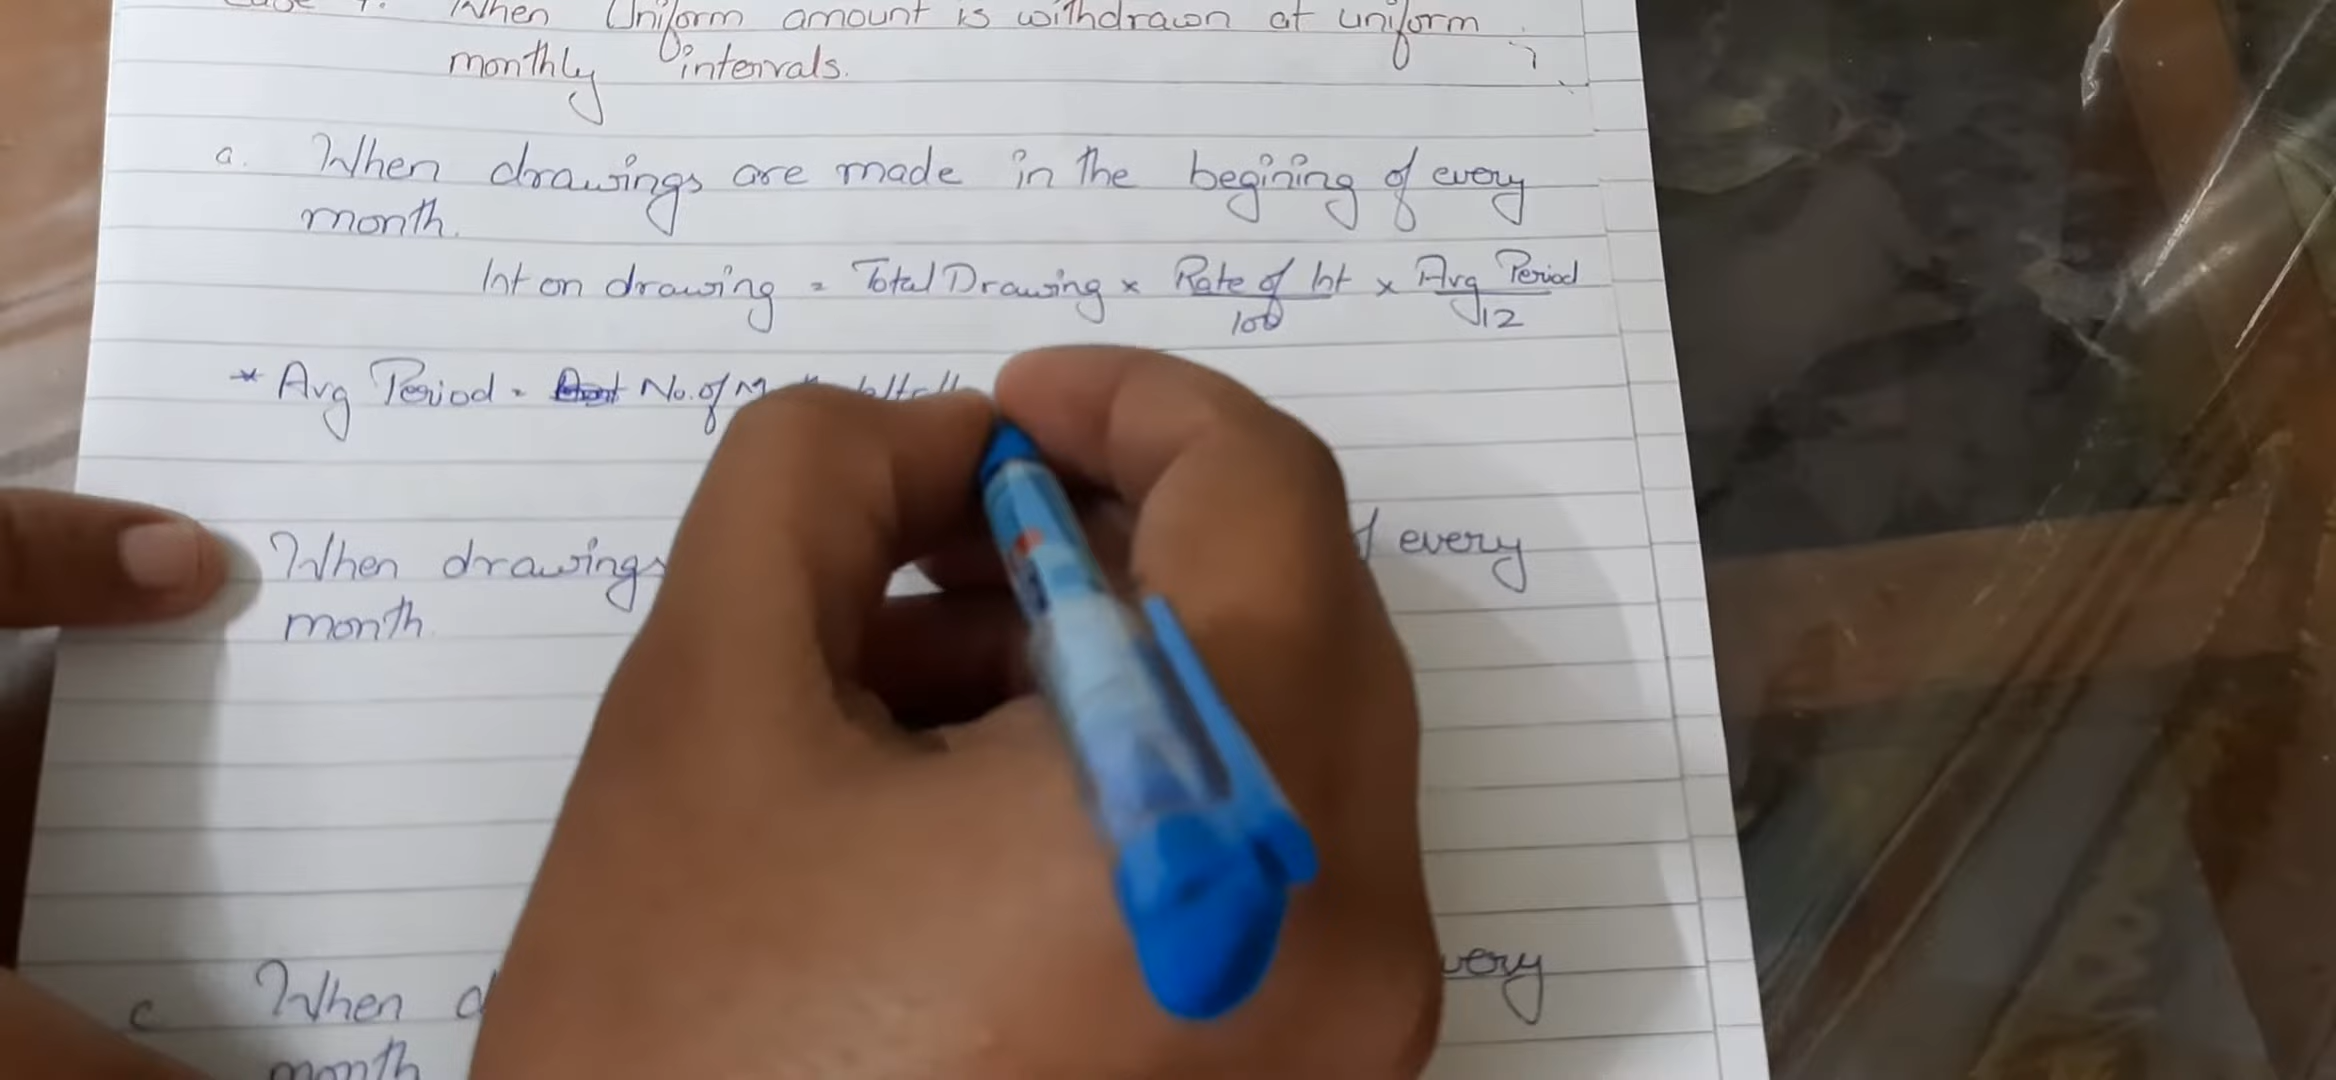 When Uniform amount is withdrawn at uniform
monthly intervals.
a. When drawings are made in the begining of every
month.
Int on drawing = Total Drawing × Rate of Int × Avg Period
100 12
* Avg Period = No. of
When drawings every
month
c When
month